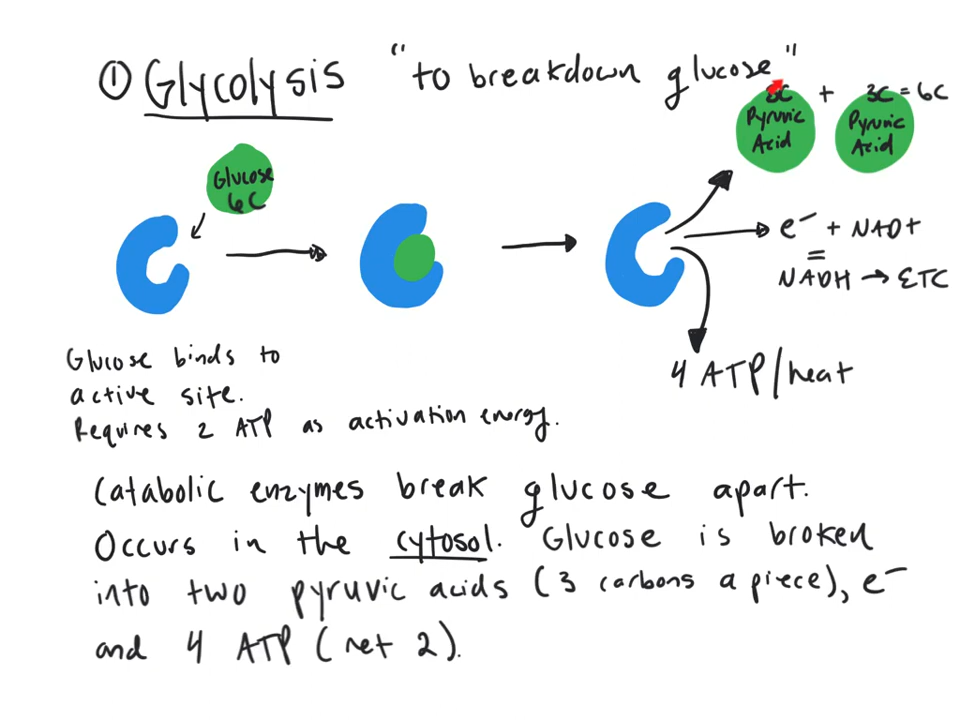 ① Glycolysis "to breakdown glucose"
3C + 3C = 6C
Pyruvic Acid
Pyruvic Acid
Glucose
6C
e⁻ + NAD+
=
NADH → ETC
4 ATP/heat
Glucose binds to
active site.
Requires 2 ATP as activation energy.
Catabolic enzymes break glucose apart.
Occurs in the cytosol. Glucose is broken
into two pyruvic acids (3 carbons a piece), e⁻
and 4 ATP (net 2).